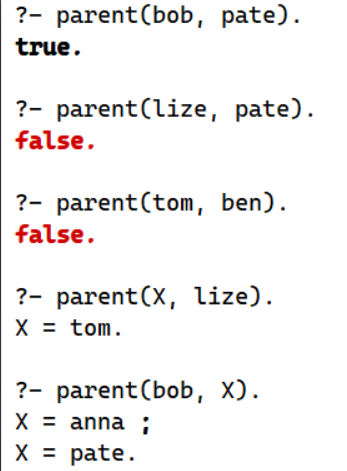 ?- parent(bob, pate).
true.
?- parent(lize, pate).
false.
?- parent(tom, ben).
false.
?- parent(X, lize).
X = tom.
?- parent(bob, X).
X = anna ;
X = pate.